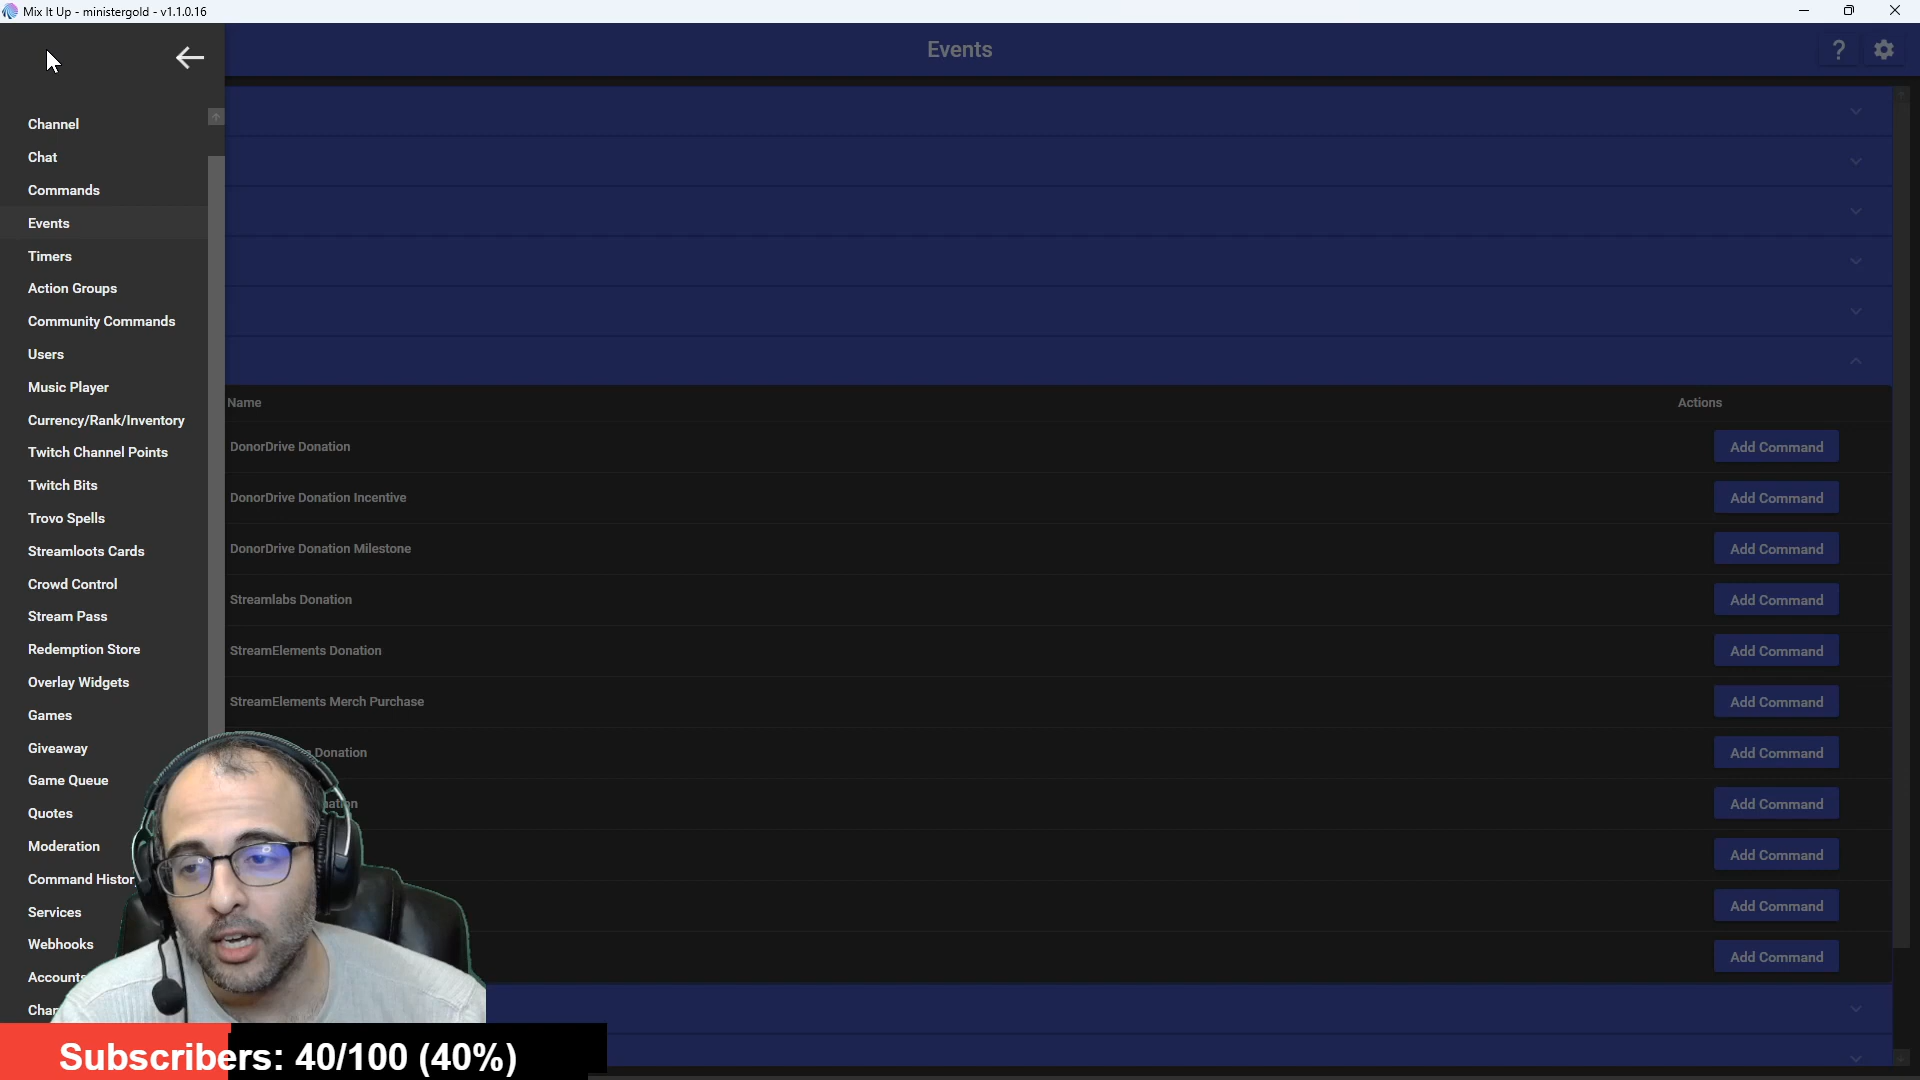 Mix It Up - ministergold - v1.1.0.16
Events
?
Channel
Chat
Commands
Events
Timers
Action Groups
Community Commands
Users
Music Player
Currency/Rank/Inventory
Twitch Channel Points
Twitch Bits
Trovo Spells
Streamloots Cards
Crowd Control
Stream Pass
Redemption Store
Overlay Widgets
Games
Giveaway
Game Queue
Quotes
Moderation
Command
Services
Webhooks
Accounts
Name
Actions
DonorDrive Donation
Add Command
DonorDrive Donation Incentive
Add Command
DonorDrive Donation Milestone
Add Command
Streamlabs Donation
Add Command
StreamElements Donation
Add Command
StreamElements Merch Purchase
Add Command
Donation
Add Command
Add Command
Add Command
Add Command
Add Command
Subscribers: 40/100 (40%)